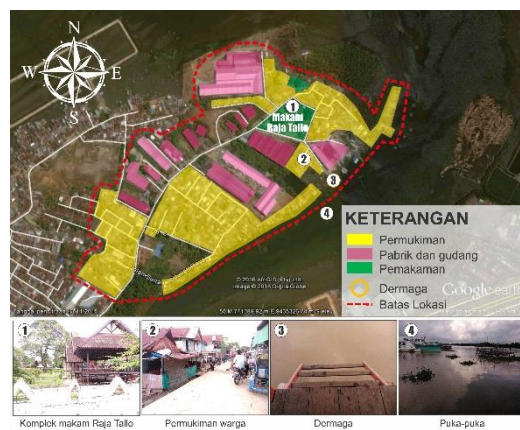 N
W E
S
1
Makam
Raja Tallo
2
3
4
KETERANGAN
Permukiman
Pabrik dan gudang
Pemakaman
Dermaga
Batas Lokasi
Google earth
1
2
3
4
Komplek makam Raja Tallo
Permukiman warga
Dermaga
Puka-puka